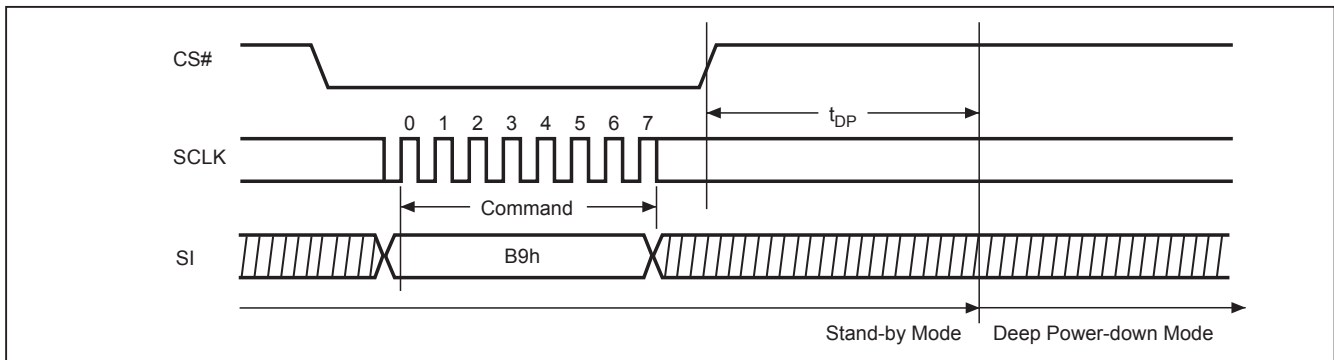 CS#
tDP
0 1 2 3 4 5 6 7
SCLK
Command
SI
B9h
Stand-by Mode
Deep Power-down Mode